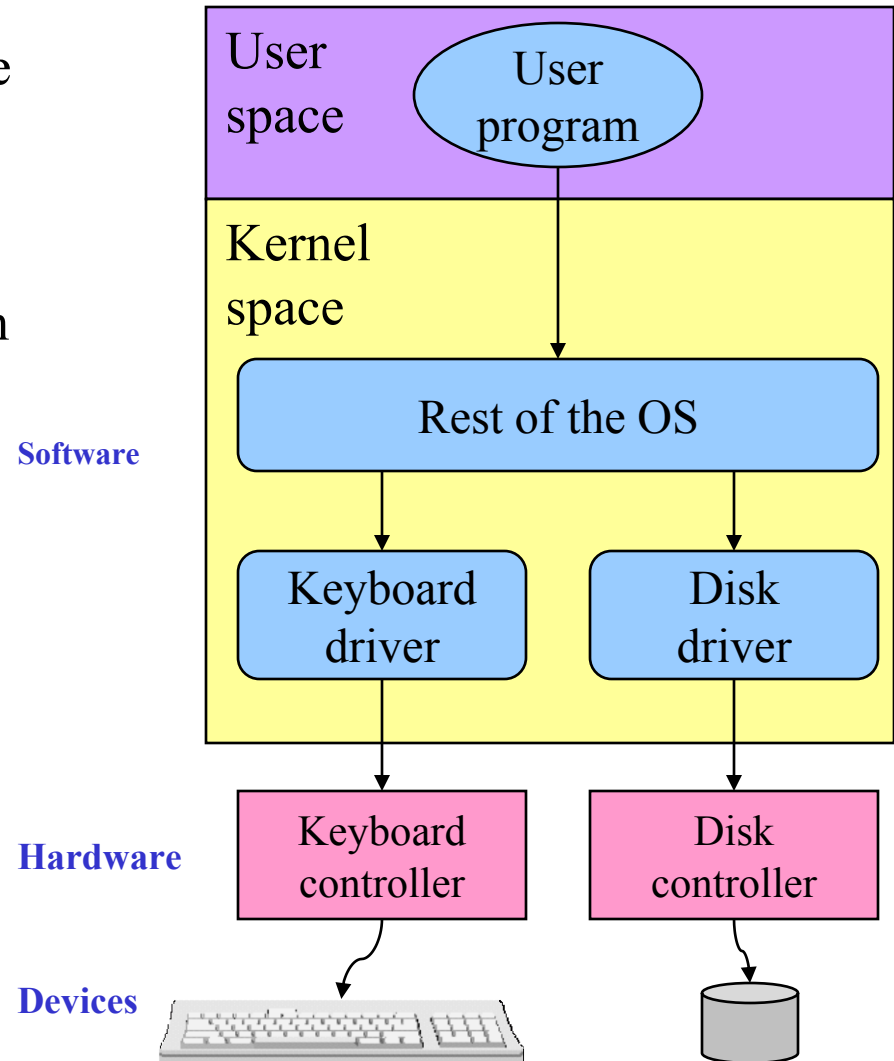 e
n
User
space
User
program
Kernel
space
Rest of the OS
Software
Keyboard
driver
Disk
driver
Hardware
Keyboard
controller
Disk
controller
Devices